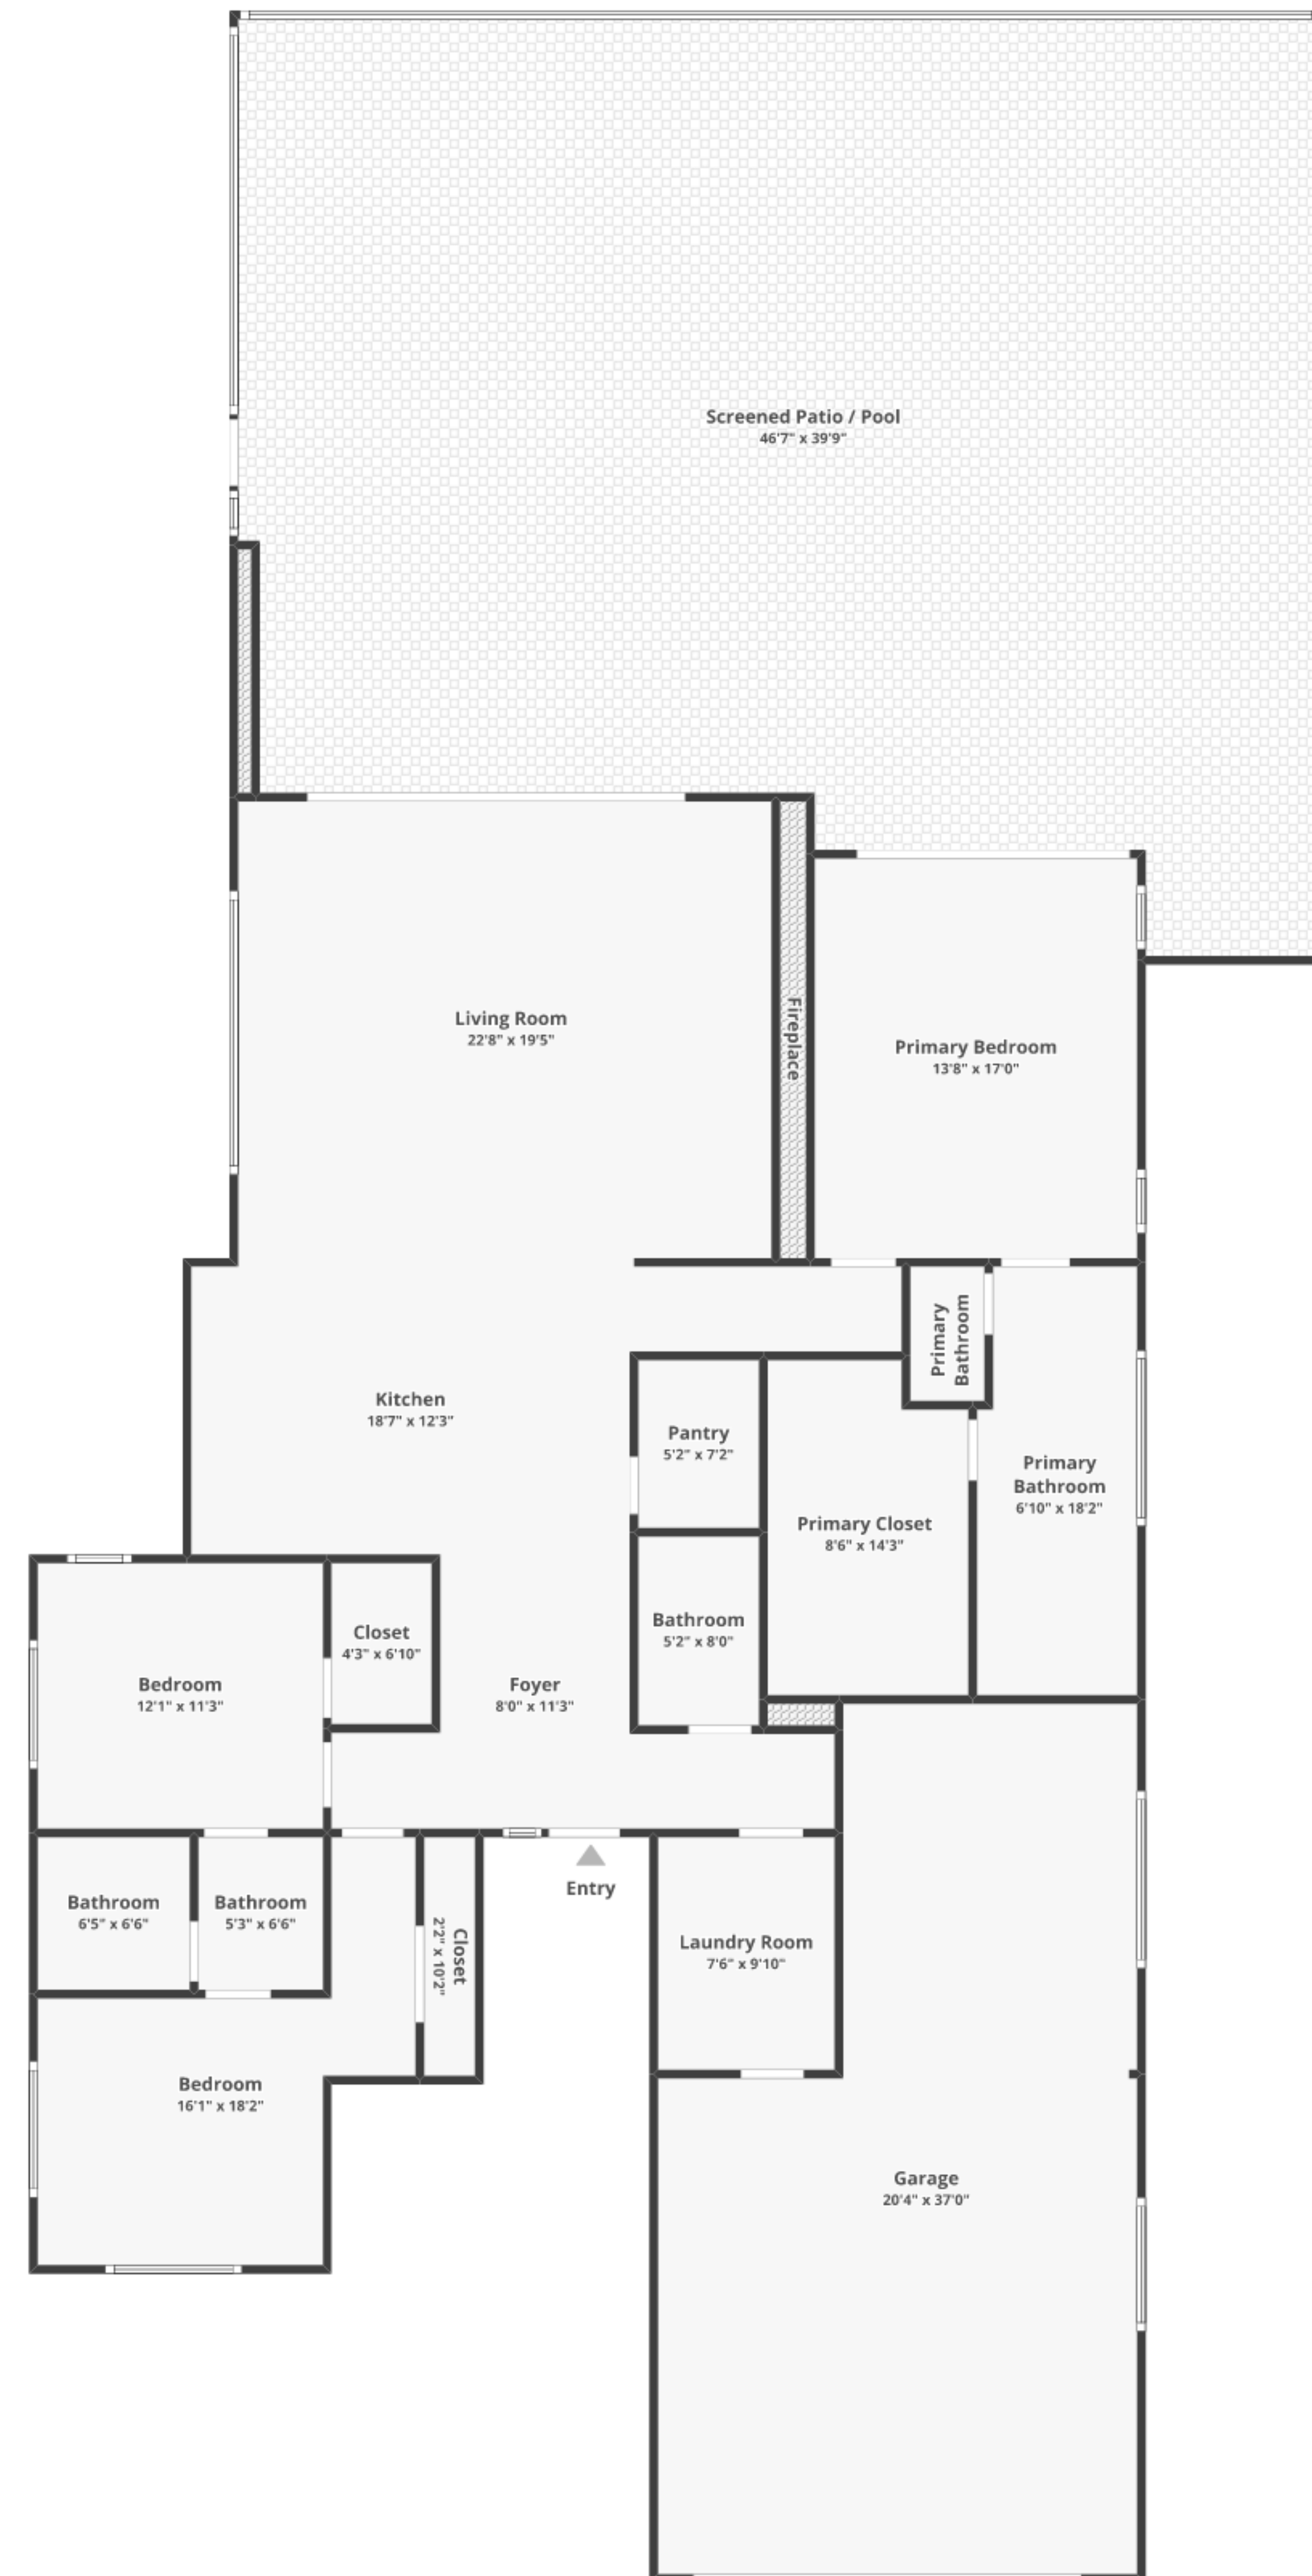 Screened Patio / Pool
46'7" x 39'9"
Living Room
22'8" x 19'5"
Fireplace
Primary Bedroom
13'8" x 17'0"
Primary
Bathroom
Kitchen
18'7" x 12'3"
Pantry
5'2" x 7'2"
Primary Closet
8'6" x 14'3"
Primary
Bathroom
6'10" x 18'2"
Bedroom
12'1" x 11'3"
Closet
4'3" x 6'10"
Foyer
8'0" x 11'3"
Bathroom
5'2" x 8'0"
Entry
Bathroom
6'5" x 6'6"
Bathroom
5'3" x 6'6"
Closet
2'2" x 10'2"
Laundry Room
7'6" x 9'10"
Bedroom
16'1" x 18'2"
Garage
20'4" x 37'0"